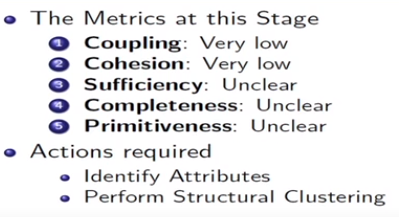 The Metrics at this Stage
1 Coupling: Very low
2 Cohesion: Very low
3 Sufficiency: Unclear
4 Completeness: Unclear
5 Primitiveness: Unclear
Actions required
Identify Attributes
Perform Structural Clustering